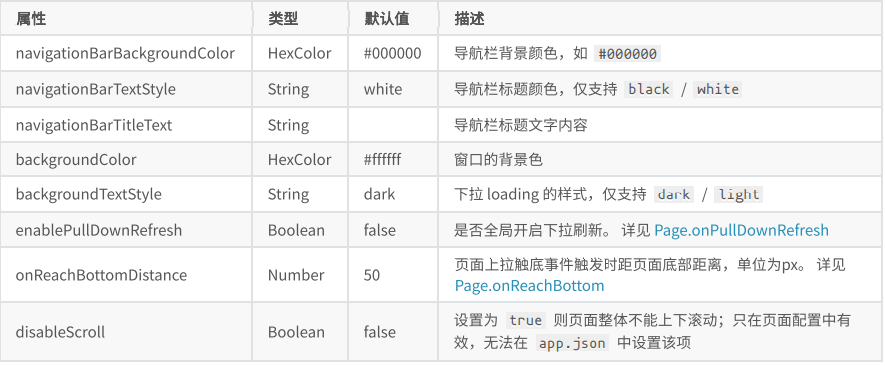 属性 类型 默认值 描述
navigationBarBackgroundColor HexColor #000000 导航栏背景颜色，如 #000000
navigationBarTextStyle String white 导航栏标题颜色，仅支持 black / white
navigationBarTitleText String 导航栏标题文字内容
backgroundColor HexColor #ffffff 窗口的背景色
backgroundTextStyle String dark 下拉 loading 的样式，仅支持 dark / light
enablePullDownRefresh Boolean false 是否全局开启下拉刷新。 详见 Page.onPullDownRefresh
onReachBottomDistance Number 50 页面上拉触底事件触发时距页面底部距离，单位为px。 详见
Page.onReachBottom
disableScroll Boolean false 设置为 true 则页面整体不能上下滚动；只在页面配置中有
效，无法在 app.json 中设置该项